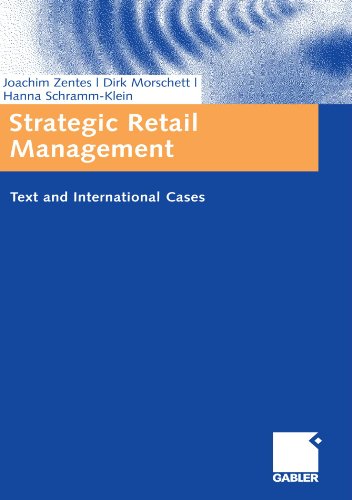 Joachim Zentes | Dirk Morschett |
Hanna Schramm-Klein
Strategic Retail
Management
Text and International Cases
GABLER